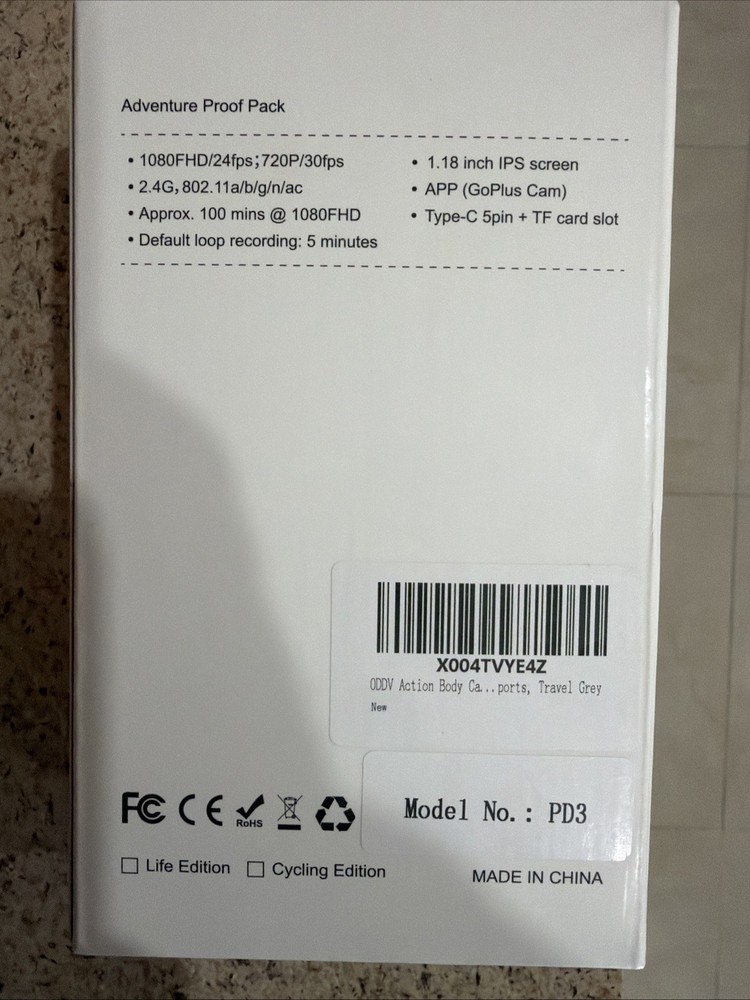 Adventure Proof Pack
• 1080FHD/24fps;720P/30fps
• 2.4G, 802.11a/b/g/n/ac
• Approx. 100 mins @ 1080FHD
• Default loop recording: 5 minutes
• 1.18 inch IPS screen
• APP (GoPlus Cam)
• Type-C 5pin + TF card slot
X004TVYE4Z
ODDV Action Body Ca...ports, Travel Grey
New
Model No.: PD3
FC CE RoHS
Life Edition
Cycling Edition
MADE IN CHINA